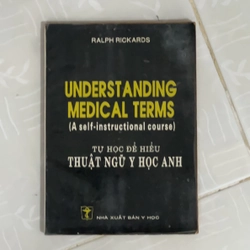 RALPH RICKARDS
UNDERSTANDING
MEDICAL TERMS
(A self-instructional course)
TỰ HỌC ĐỂ HIỂU
THUẬT NGỮ Y HỌC ANH
NHÀ XUẤT BẢN Y HỌC